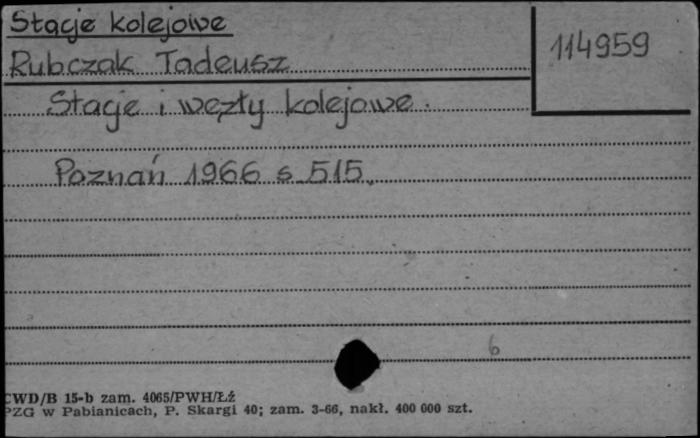 Stacje kolejowe
114959
Rubczak Tadeusz
Stacje i węzły kolejowe.
Poznań 1966 s 515.
6
CWD/B 15-b zam. 4065/PWH/Łź
PZG w Pabianicach, P. Skargi 40; zam. 3-66, nakł. 400 000 szt.